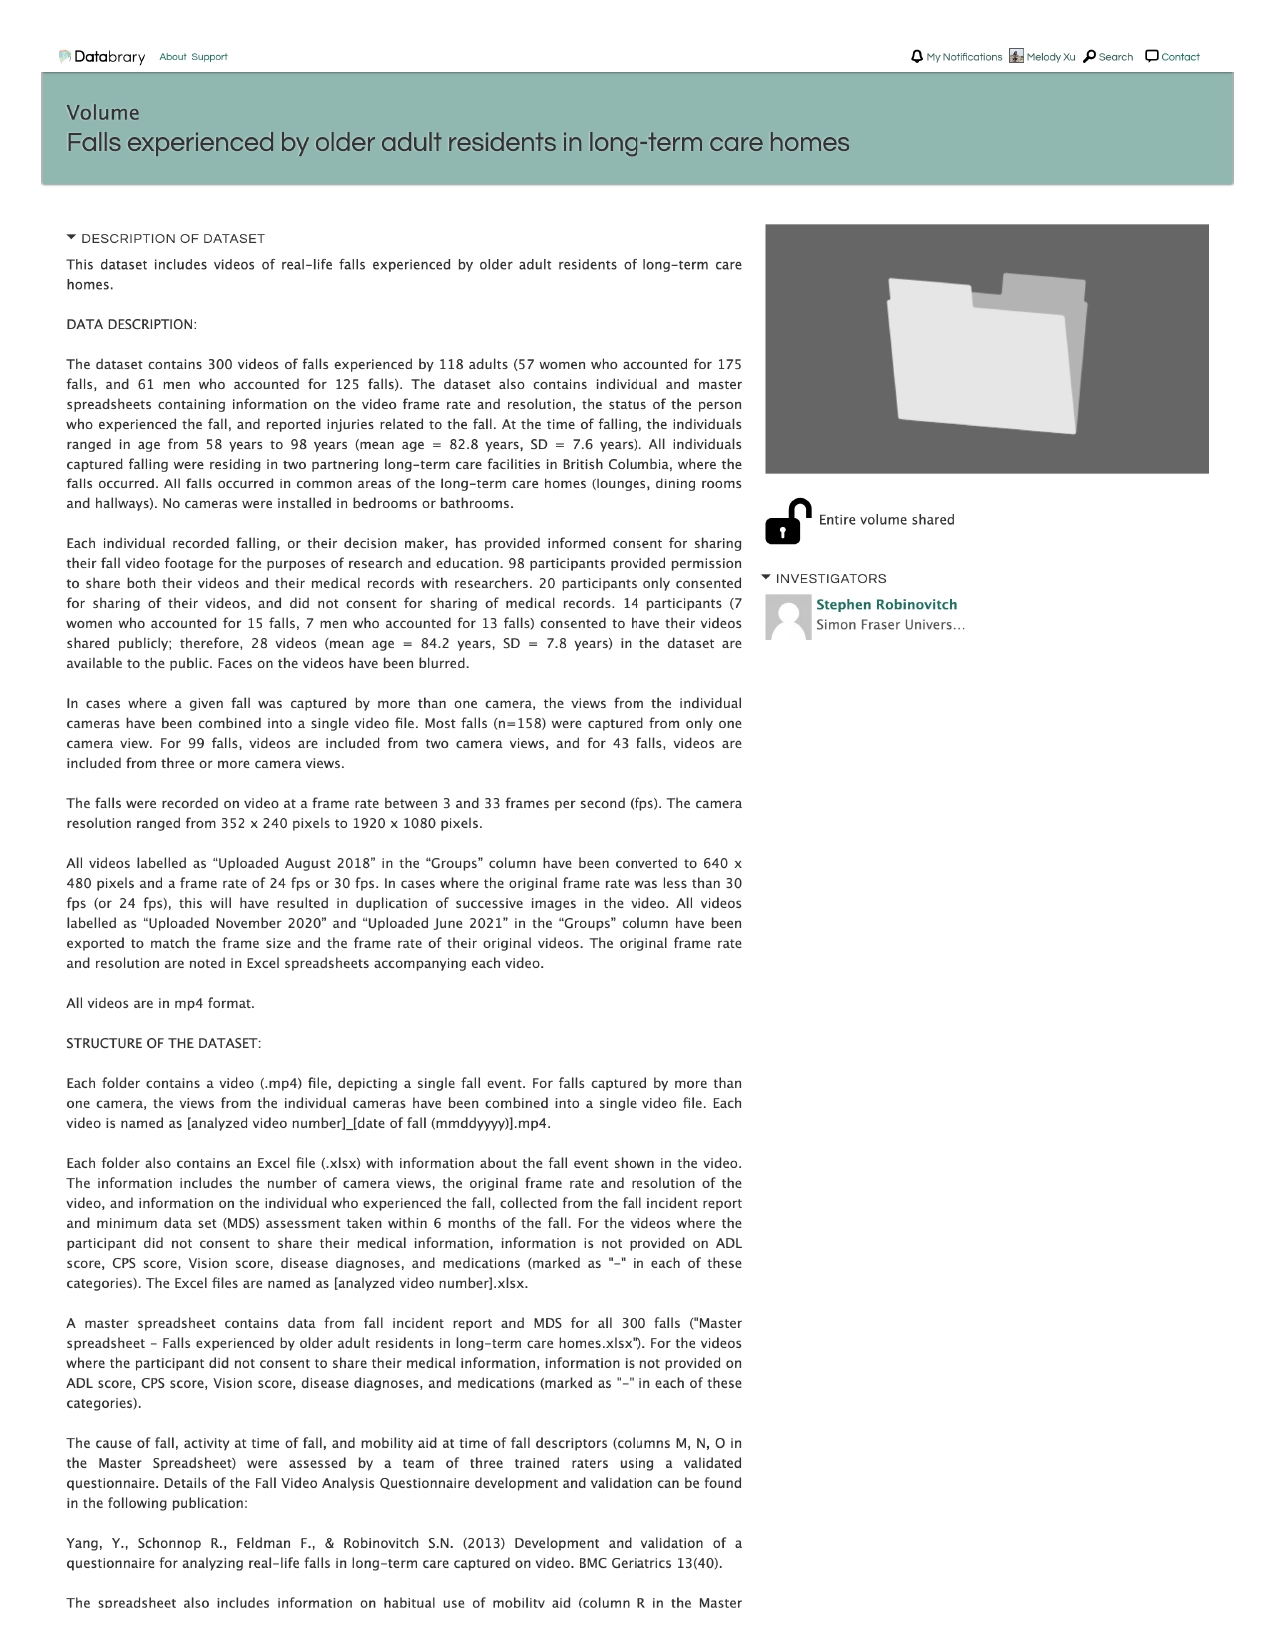 Databrary About Support My Notifications Melody Xu Search Contact
Volume
Falls experienced by older adult residents in long-term care homes
DESCRIPTION OF DATASET
This dataset includes videos of real-life falls experienced by older adult residents of long-term care
homes.
DATA DESCRIPTION:
The dataset contains 300 videos of falls experienced by 118 adults (57 women who accounted for 175
falls, and 61 men who accounted for 125 falls). The dataset also contains individual and master
spreadsheets containing information on the video frame rate and resolution, the status of the person
who experienced the fall, and reported injuries related to the fall. At the time of falling, the individuals
ranged in age from 58 years to 98 years (mean age = 82.8 years, SD = 7.6 years). All individuals
captured falling were residing in two partnering long-term care facilities in British Columbia, where the
falls occurred. All falls occurred in common areas of the long-term care homes (lounges, dining rooms
and hallways). No cameras were installed in bedrooms or bathrooms.
Each individual recorded falling, or their decision maker, has provided informed consent for sharing
their fall video footage for the purposes of research and education. 98 participants provided permission
to share both their videos and their medical records with researchers. 20 participants only consented
for sharing of their videos, and did not consent for sharing of medical records. 14 participants (7
women who accounted for 15 falls, 7 men who accounted for 13 falls) consented to have their videos
shared publicly; therefore, 28 videos (mean age = 84.2 years, SD = 7.8 years) in the dataset are
available to the public. Faces on the videos have been blurred.
In cases where a given fall was captured by more than one camera, the views from the individual
cameras have been combined into a single video file. Most falls (n=158) were captured from only one
camera view. For 99 falls, videos are included from two camera views, and for 43 falls, videos are
included from three or more camera views.
The falls were recorded on video at a frame rate between 3 and 33 frames per second (fps). The camera
resolution ranged from 352 x 240 pixels to 1920 x 1080 pixels.
All videos labelled as “Uploaded August 2018” in the “Groups” column have been converted to 640 x
480 pixels and a frame rate of 24 fps or 30 fps. In cases where the original frame rate was less than 30
fps (or 24 fps), this will have resulted in duplication of successive images in the video. All videos
labelled as “Uploaded November 2020” and “Uploaded June 2021” in the “Groups” column have been
exported to match the frame size and the frame rate of their original videos. The original frame rate
and resolution are noted in Excel spreadsheets accompanying each video.
All videos are in mp4 format.
STRUCTURE OF THE DATASET:
Each folder contains a video (.mp4) file, depicting a single fall event. For falls captured by more than
one camera, the views from the individual cameras have been combined into a single video file. Each
video is named as [analyzed video number]_[date of fall (mmddyyyy)].mp4.
Each folder also contains an Excel file (.xlsx) with information about the fall event shown in the video.
The information includes the number of camera views, the original frame rate and resolution of the
video, and information on the individual who experienced the fall, collected from the fall incident report
and minimum data set (MDS) assessment taken within 6 months of the fall. For the videos where the
participant did not consent to share their medical information, information is not provided on ADL
score, CPS score, Vision score, disease diagnoses, and medications (marked as "-" in each of these
categories). The Excel files are named as [analyzed video number].xlsx.
A master spreadsheet contains data from fall incident report and MDS for all 300 falls ("Master
spreadsheet - Falls experienced by older adult residents in long-term care homes.xlsx"). For the videos
where the participant did not consent to share their medical information, information is not provided on
ADL score, CPS score, Vision score, disease diagnoses, and medications (marked as "-" in each of these
categories).
The cause of fall, activity at time of fall, and mobility aid at time of fall descriptors (columns M, N, O in
the Master Spreadsheet) were assessed by a team of three trained raters using a validated
questionnaire. Details of the Fall Video Analysis Questionnaire development and validation can be found
in the following publication:
Yang, Y., Schonnop R., Feldman F., & Robinovitch S.N. (2013) Development and validation of a
questionnaire for analyzing real-life falls in long-term care captured on video. BMC Geriatrics 13(40).
The spreadsheet also includes information on habitual use of mobility aid (column R in the Master
Entire volume shared
INVESTIGATORS
Stephen Robinovitch
Simon Fraser Univers...